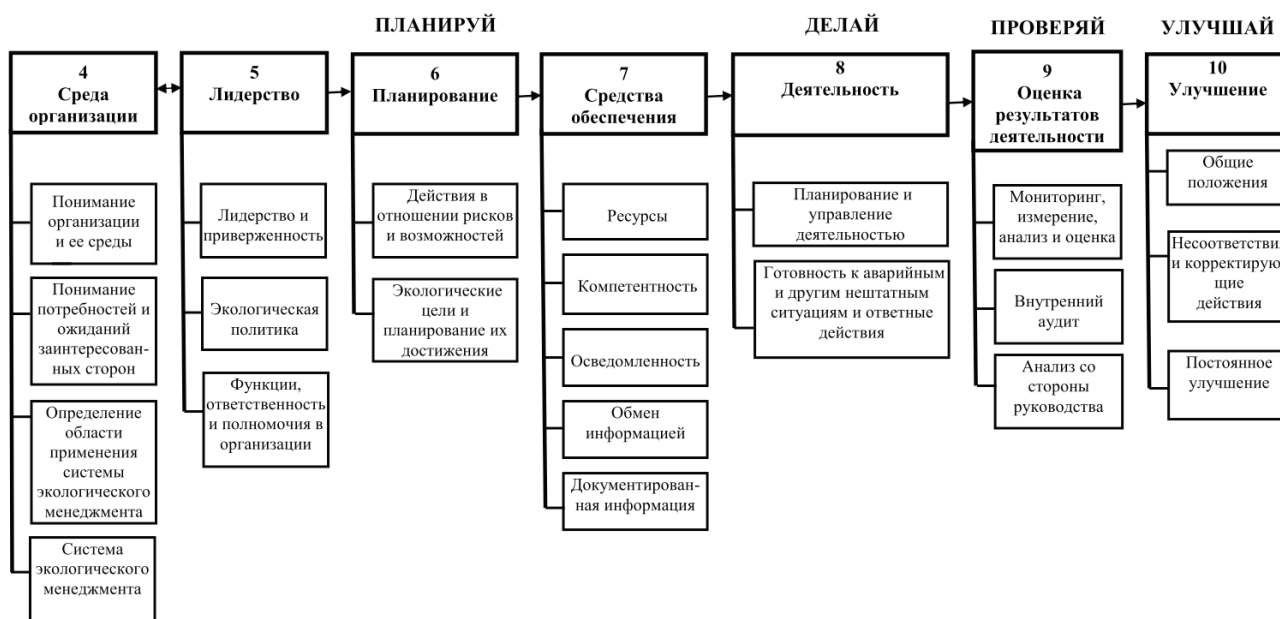 ПЛАНИРУЙ
ДЕЛАЙ
ПРОВЕРЯЙ
УЛУЧШАЙ
4
Среда
организации
5
Лидерство
6
Планирование
7
Средства
обеспечения
8
Деятельность
9
Оценка
результатов
деятельности
10
Улучшение
Понимание
организации
и ее среды
Понимание
потребностей и
ожиданий
заинтересован-
ных сторон
Определение
области
применения
системы
экологического
менеджмента
Система
экологического
менеджмента
Лидерство и
приверженность
Экологическая
политика
Функции,
ответственность
и полномочия в
организации
Действия в
отношении рисков
и возможностей
Экологические
цели и
планирование их
достижения
Ресурсы
Компетентность
Осведомленность
Обмен
информацией
Документирован-
ная информация
Планирование и
управление
деятельностью
Готовность к аварийным
и другим нештатным
ситуациям и ответные
действия
Мониторинг,
измерение,
анализ и оценка
Внутренний
аудит
Анализ со
стороны
руководства
Общие
положения
Несоответствия
и корректирую-
щие
действия
Постоянное
улучшение